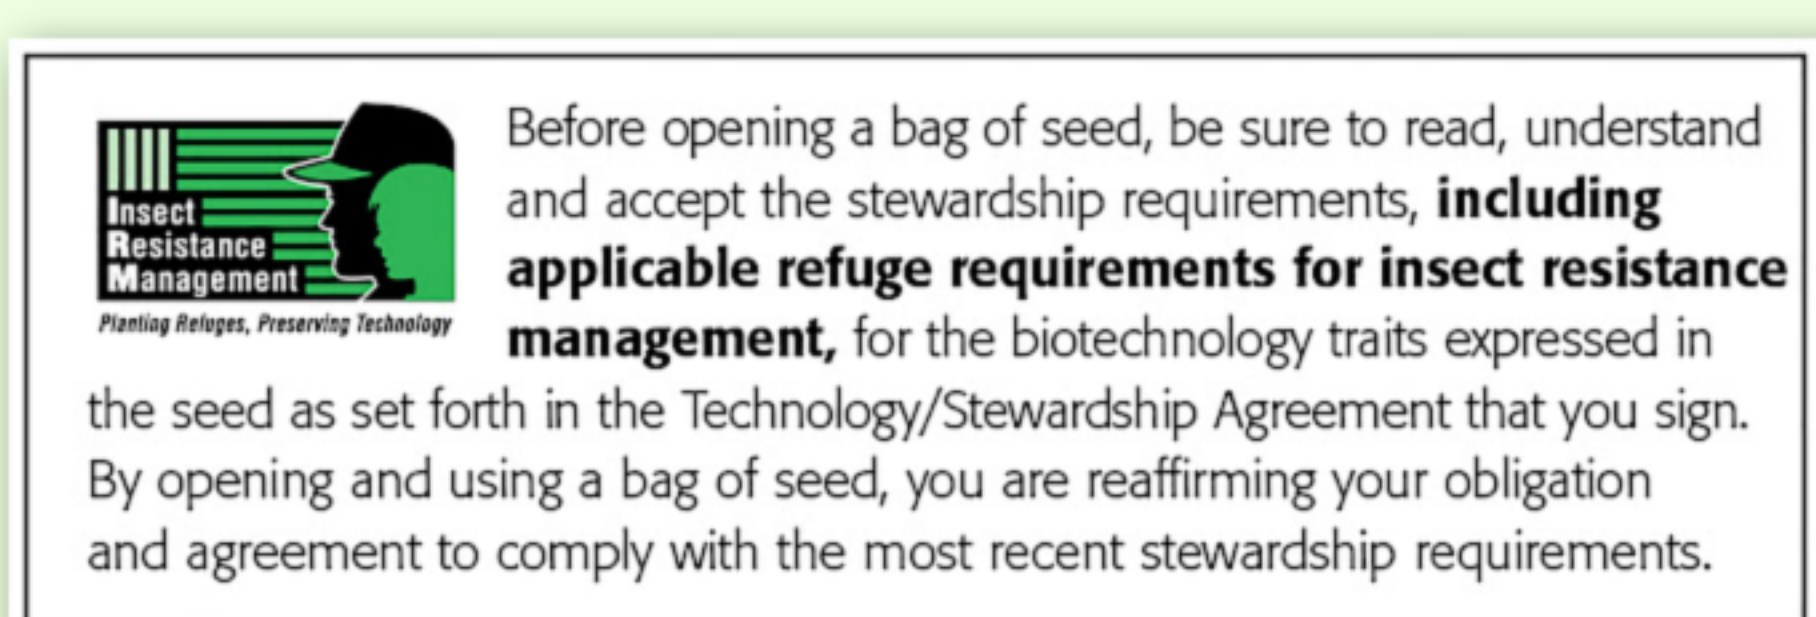 Insect
Resistance
Management
Planting Refuges, Preserving Technology
Before opening a bag of seed, be sure to read, understand
and accept the stewardship requirements, including
applicable refuge requirements for insect resistance
management, for the biotechnology traits expressed in
the seed as set forth in the Technology/Stewardship Agreement that you sign.
By opening and using a bag of seed, you are reaffirming your obligation
and agreement to comply with the most recent stewardship requirements.